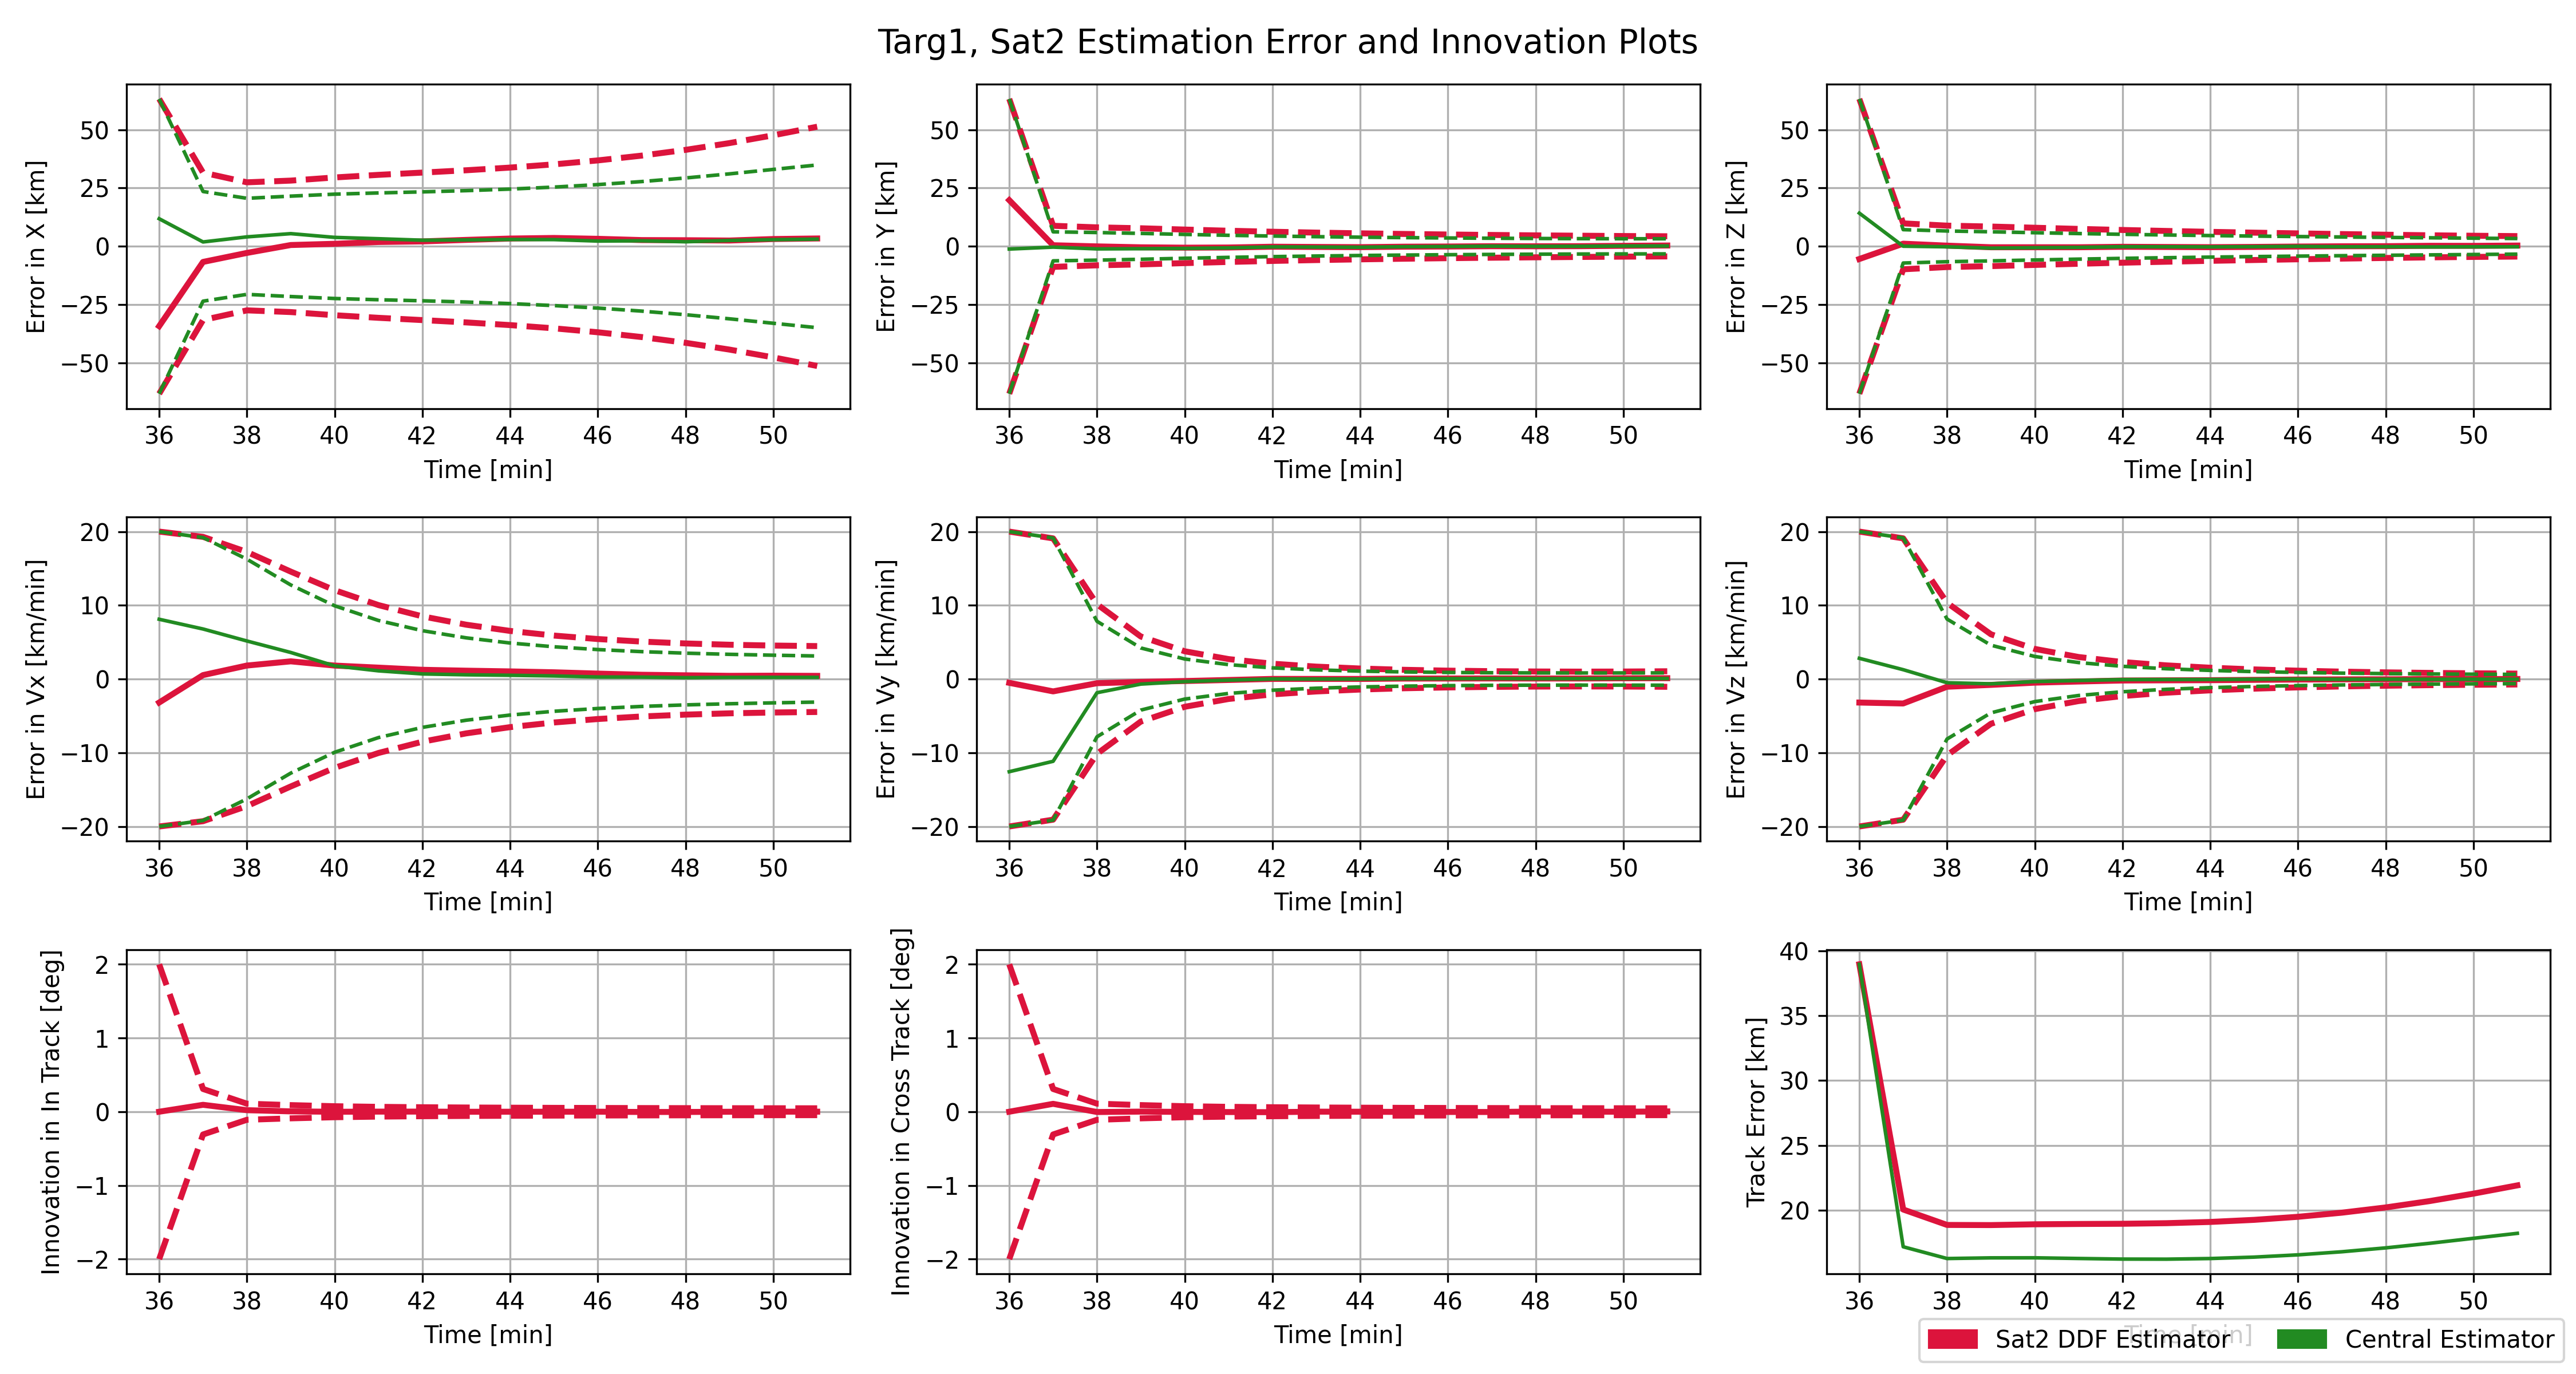 Targ1, Sat2 Estimation Error and Innovation Plots
Error in X [km]
50
25
0
−25
−50
36 38 40 42 44 46 48 50
Time [min]
Error in Y [km]
50
25
0
−25
−50
36 38 40 42 44 46 48 50
Time [min]
Error in Z [km]
50
25
0
−25
−50
36 38 40 42 44 46 48 50
Time [min]
Error in Vx [km/min]
20
10
0
−10
−20
36 38 40 42 44 46 48 50
Time [min]
Error in Vy [km/min]
20
10
0
−10
−20
36 38 40 42 44 46 48 50
Time [min]
Error in Vz [km/min]
20
10
0
−10
−20
36 38 40 42 44 46 48 50
Time [min]
Innovation in In Track [deg]
2
1
0
−1
−2
36 38 40 42 44 46 48 50
Time [min]
Innovation in Cross Track [deg]
2
1
0
−1
−2
36 38 40 42 44 46 48 50
Time [min]
Track Error [km]
40
35
30
25
20
36 38 40 42 44 46 48 50
Time [min]
Sat2 DDF Estimator Central Estimator